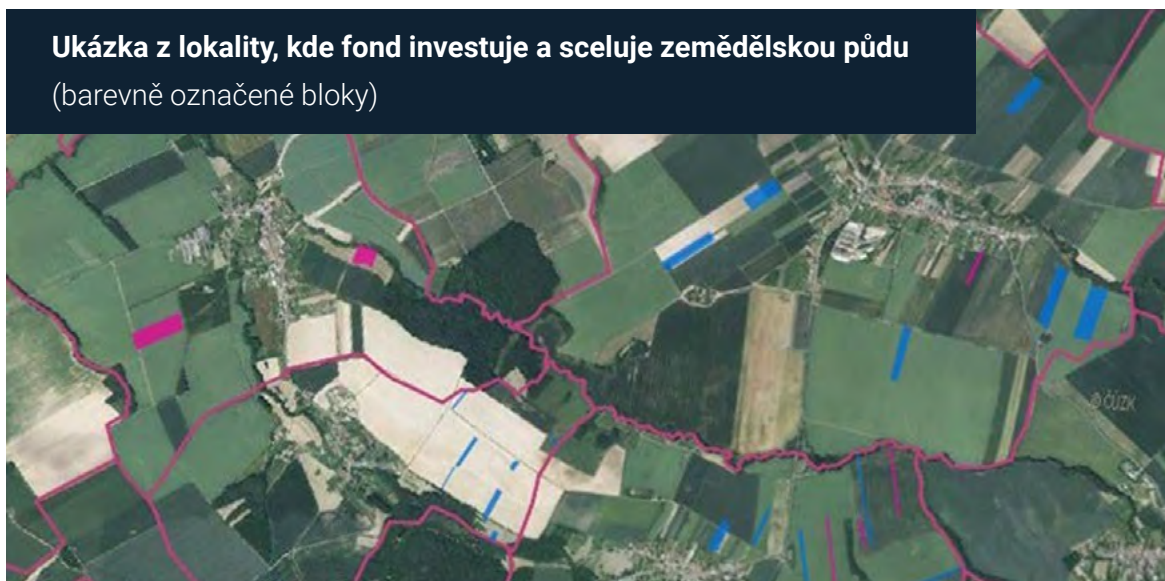 Ukázka z lokality, kde fond investuje a sceluje zemědělskou půdu
(barevně označené bloky)
© ČÚZK